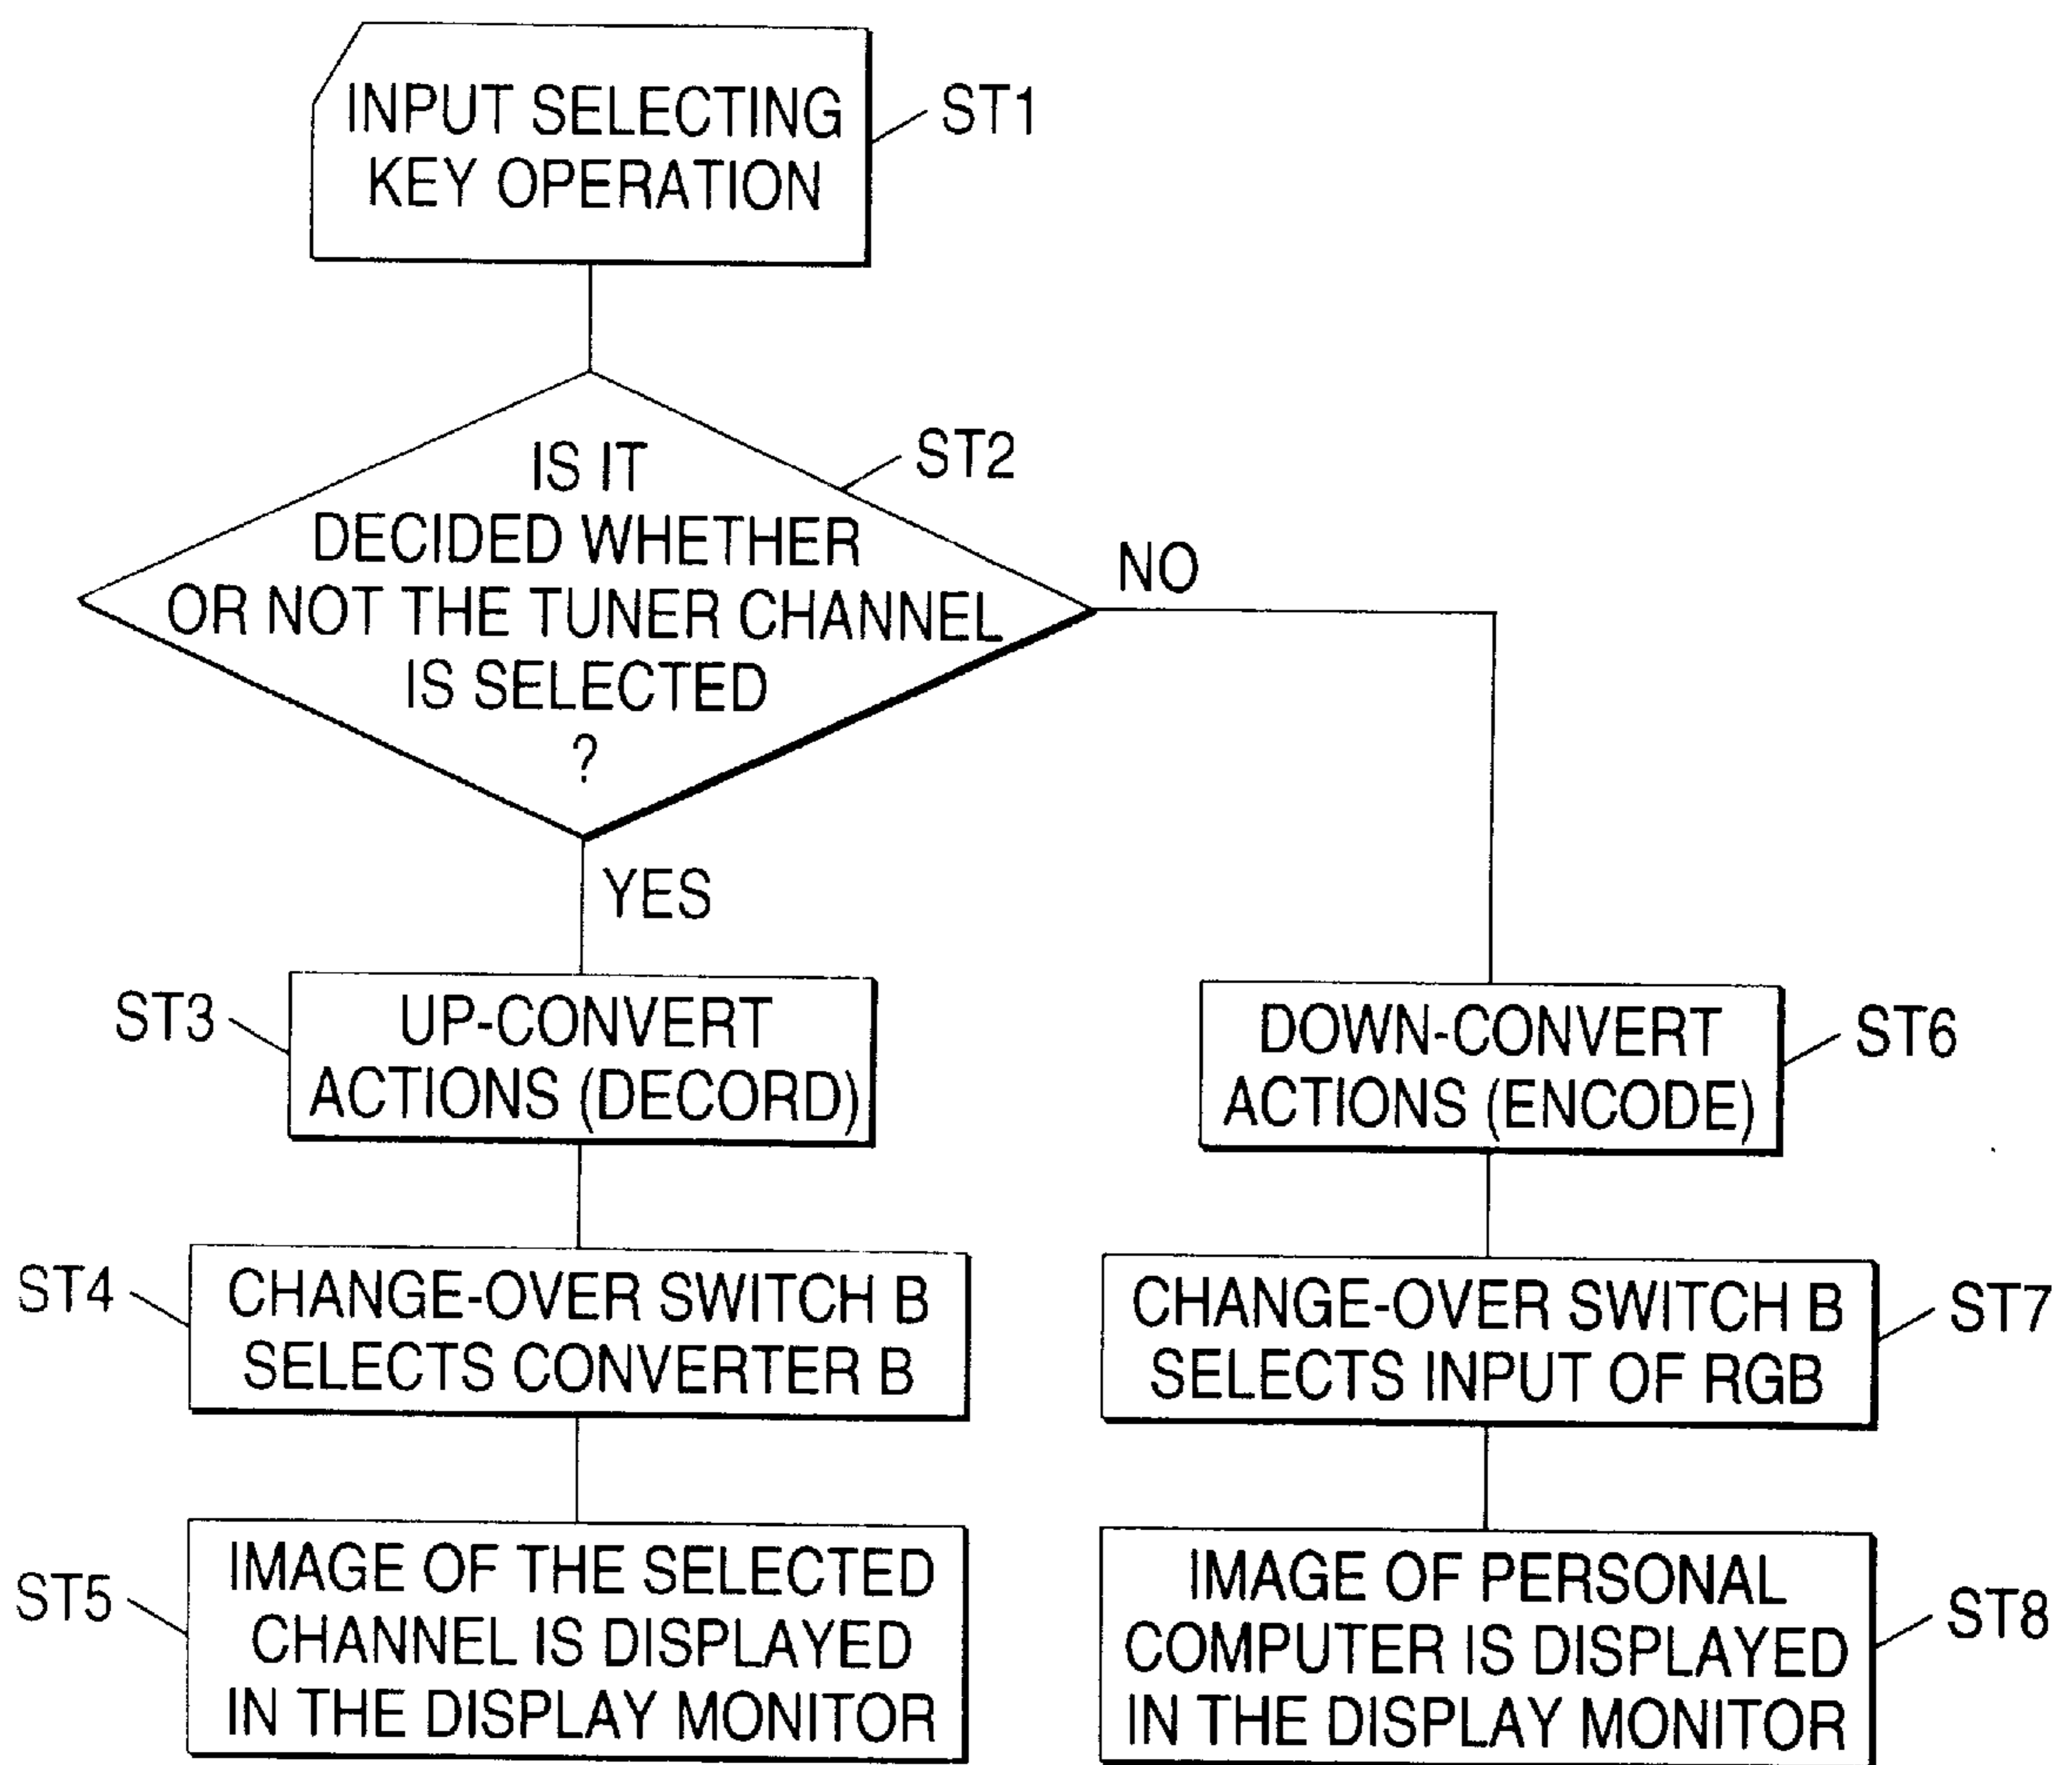 INPUT SELECTING
KEY OPERATION
ST1
IS IT
DECIDED WHETHER
OR NOT THE TUNER CHANNEL
IS SELECTED
?
ST2
NO
YES
ST3
UP-CONVERT
ACTIONS (DECORD)
ST4
CHANGE-OVER SWITCH B
SELECTS CONVERTER B
ST5
IMAGE OF THE SELECTED
CHANNEL IS DISPLAYED
IN THE DISPLAY MONITOR
DOWN-CONVERT
ACTIONS (ENCODE)
ST6
CHANGE-OVER SWITCH B
SELECTS INPUT OF RGB
ST7
IMAGE OF PERSONAL
COMPUTER IS DISPLAYED
IN THE DISPLAY MONITOR
ST8